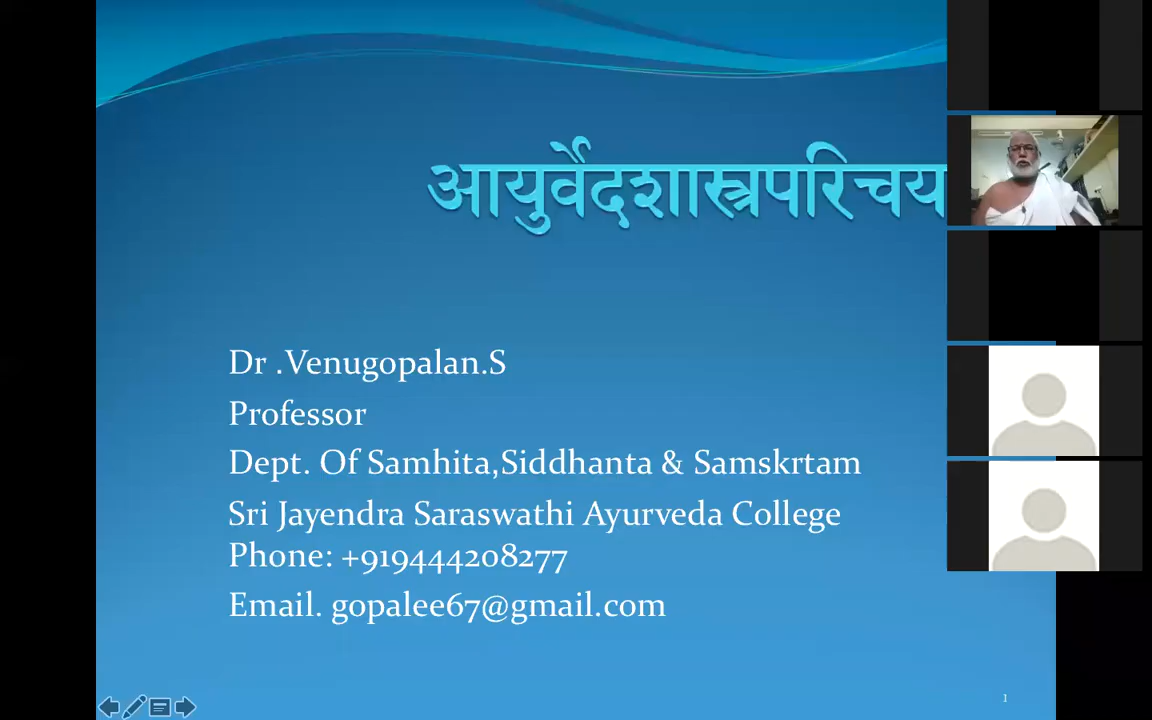 आयुर्वेदशास्त्रपरिचय
Dr .Venugopalan.S
Professor
Dept. Of Samhita,Siddhanta & Samskrtam
Sri Jayendra Saraswathi Ayurveda College
Phone: +919444208277
Email. gopalee67@gmail.com
1